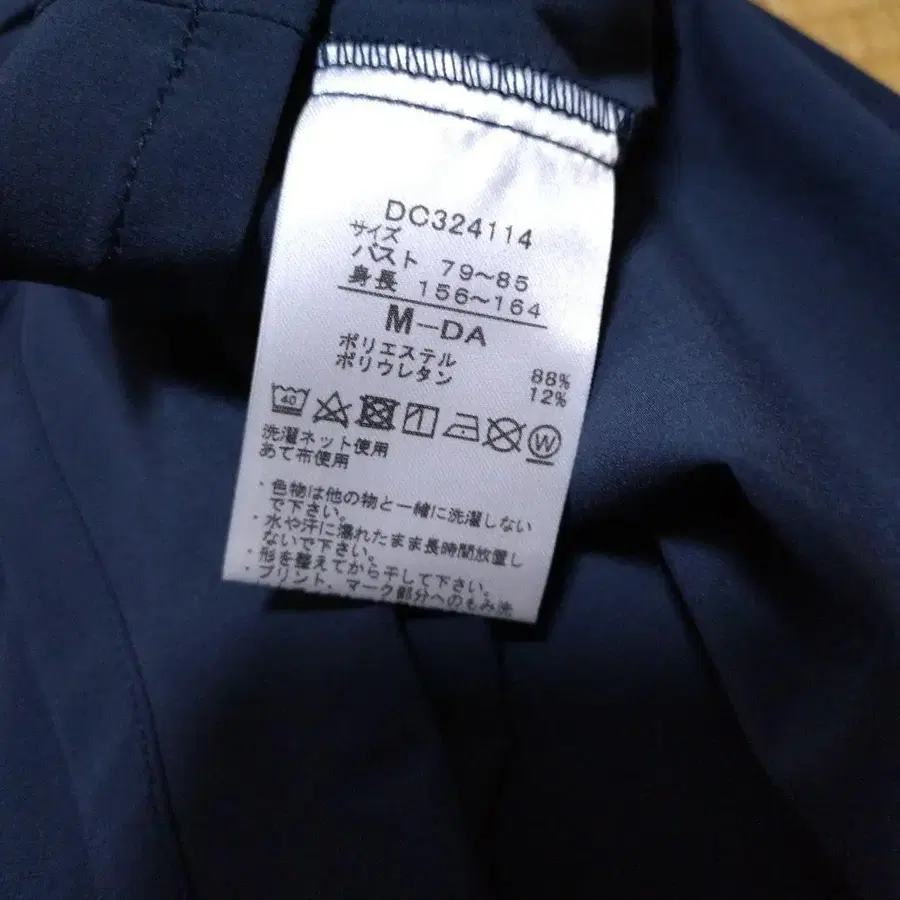 DC324114
サイズ
バスト 79~85
身長 156~164
M-DA
ポリエステル 88%
ポリウレタン 12%
40 W
洗濯ネット使用
あて布使用
・色物は他の物と一緒に洗濯しない
で下さい。
・水や汗に濡れたまま長時間放置し
ないで下さい。
・形を整えてから干して下さい。
・プリント、マーク部分へのもみ洗